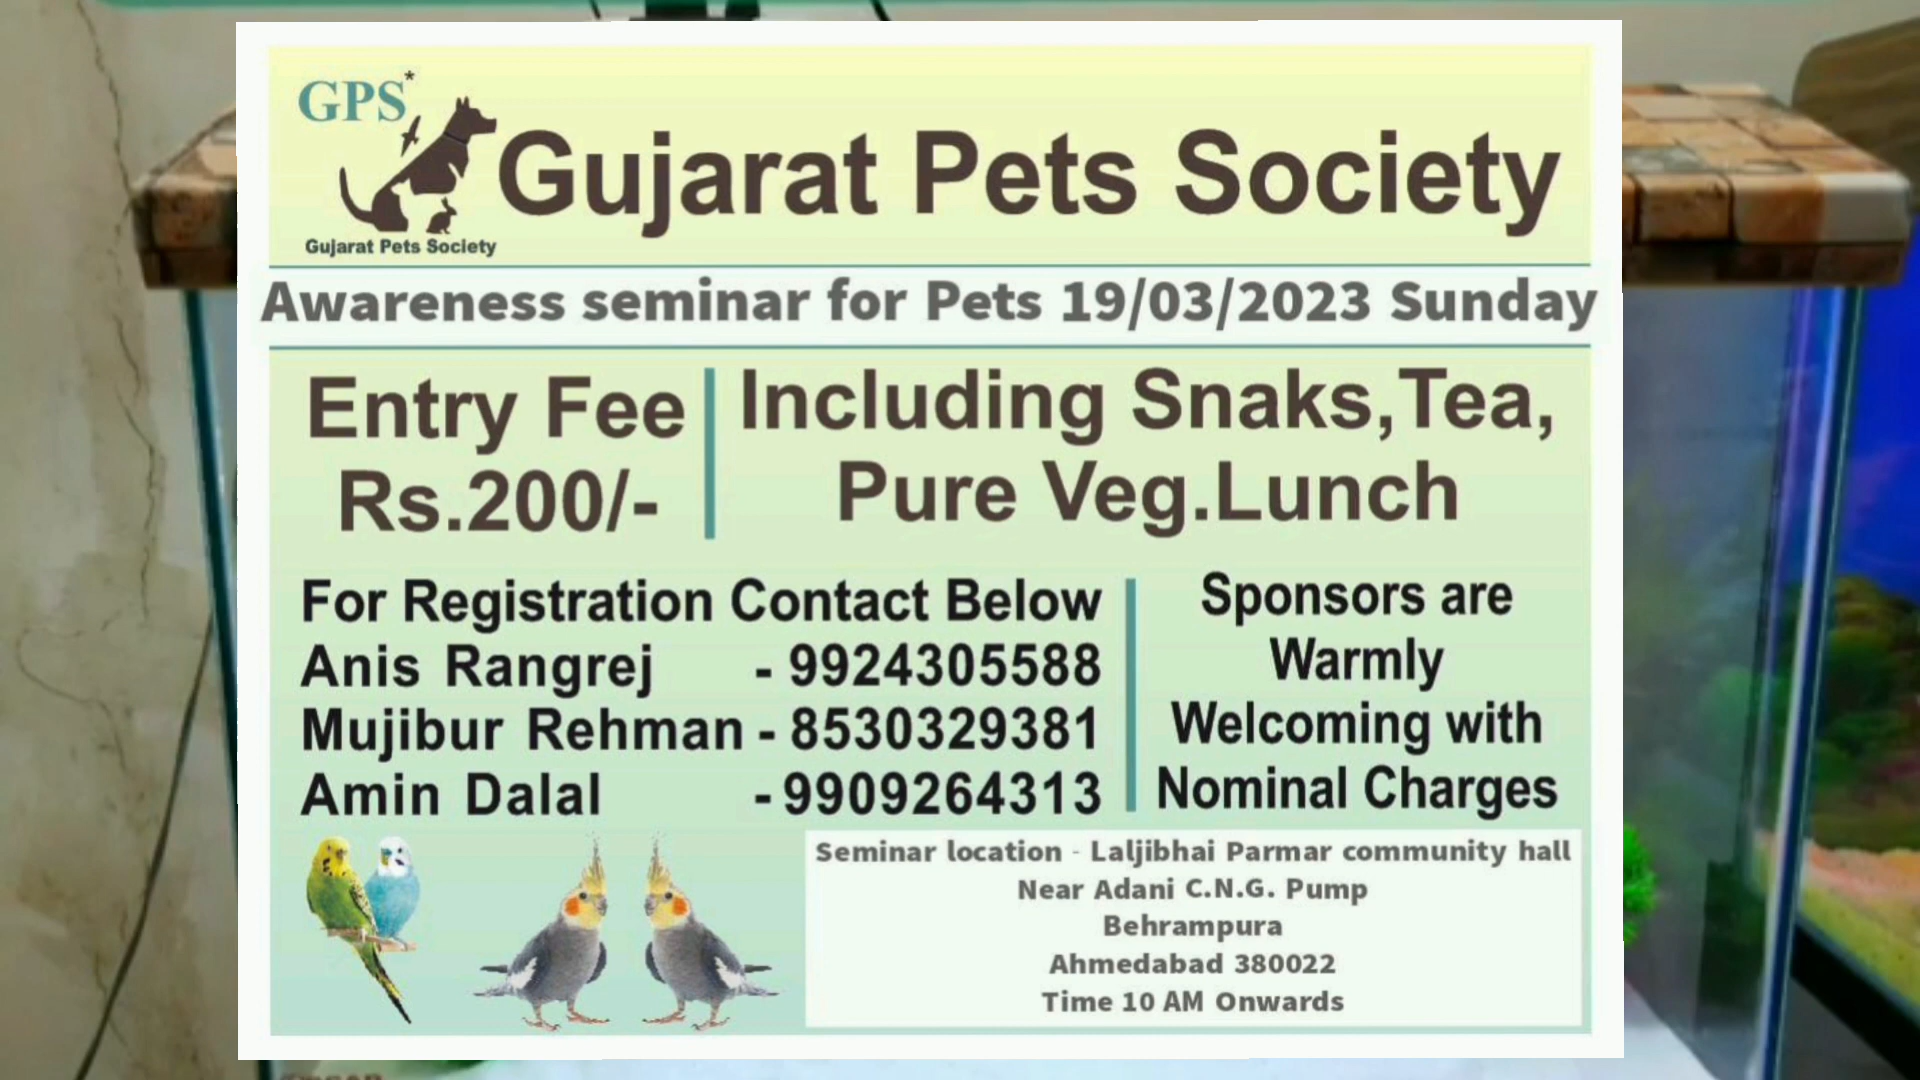 GPS*
Gujarat Pets Society
Gujarat Pets Society
Awareness seminar for Pets 19/03/2023 Sunday
Entry Fee
Rs.200/-
Including Snaks,Tea,
Pure Veg.Lunch
For Registration Contact Below
Anis Rangrej - 9924305588
Mujibur Rehman - 8530329381
Amin Dalal - 9909264313
Sponsors are
Warmly
Welcoming with
Nominal Charges
Seminar location - Laljibhai Parmar community hall
Near Adani C.N.G. Pump
Behrampura
Ahmedabad 380022
Time 10 AM Onwards